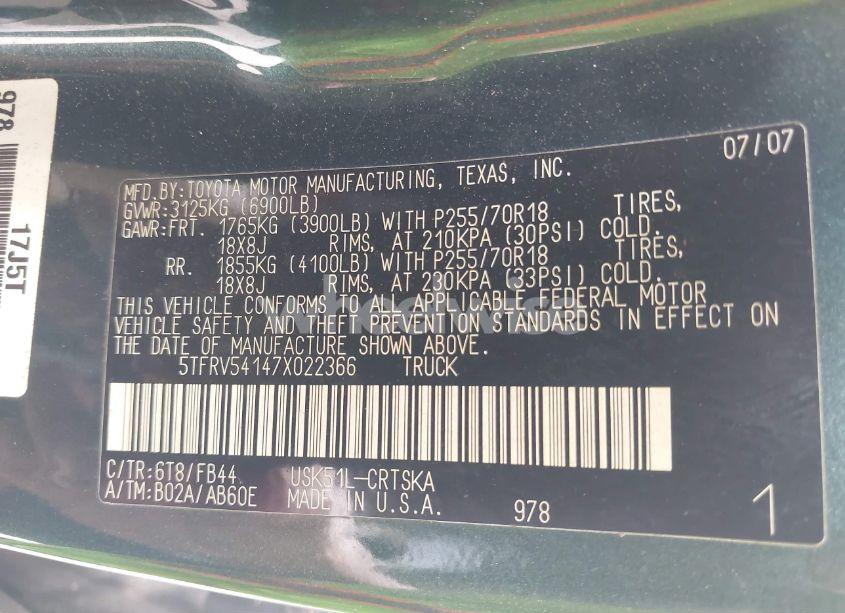 978
17J5T
07/07
MFD.BY:TOYOTA MOTOR MANUFACTURING, TEXAS, INC.
GVWR:3125KG (6900LB)
GAWR:FRT. 1765KG (3900LB) WITH P255/70R18 TIRES,
18X8J RIMS, AT 210KPA (30PSI) COLD.
RR. 1855KG (4100LB) WITH P255/70R18 TIRES,
18X8J RIMS, AT 230KPA (33PSI) COLD.
THIS VEHICLE CONFORMS TO ALL APPLICABLE FEDERAL MOTOR
VEHICLE SAFETY AND THEFT PREVENTION STANDARDS IN EFFECT ON
THE DATE OF MANUFACTURE SHOWN ABOVE.
5TFRV54147X022366 TRUCK
C/TR:6T8/FB44 USK51L-CRTSKA
A/TM:B02A/AB60E MADE IN U.S.A. 978
1